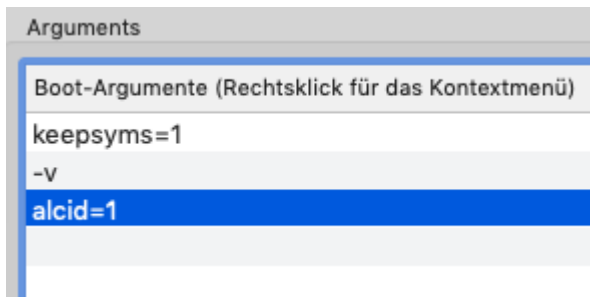 Arguments
Boot-Argumente (Rechtsklick für das Kontextmenü)
keepsyms=1
-v
alcid=1